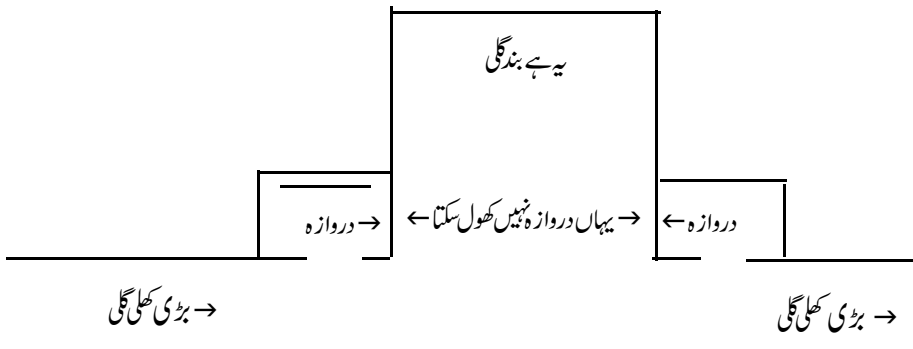 یہ ہے بند گلی
دروازہ ←
→ یہاں دروازہ نہیں کھول سکتا ←
→ دروازہ
بڑی کھلی گلی ←
بڑی کھلی گلی ←